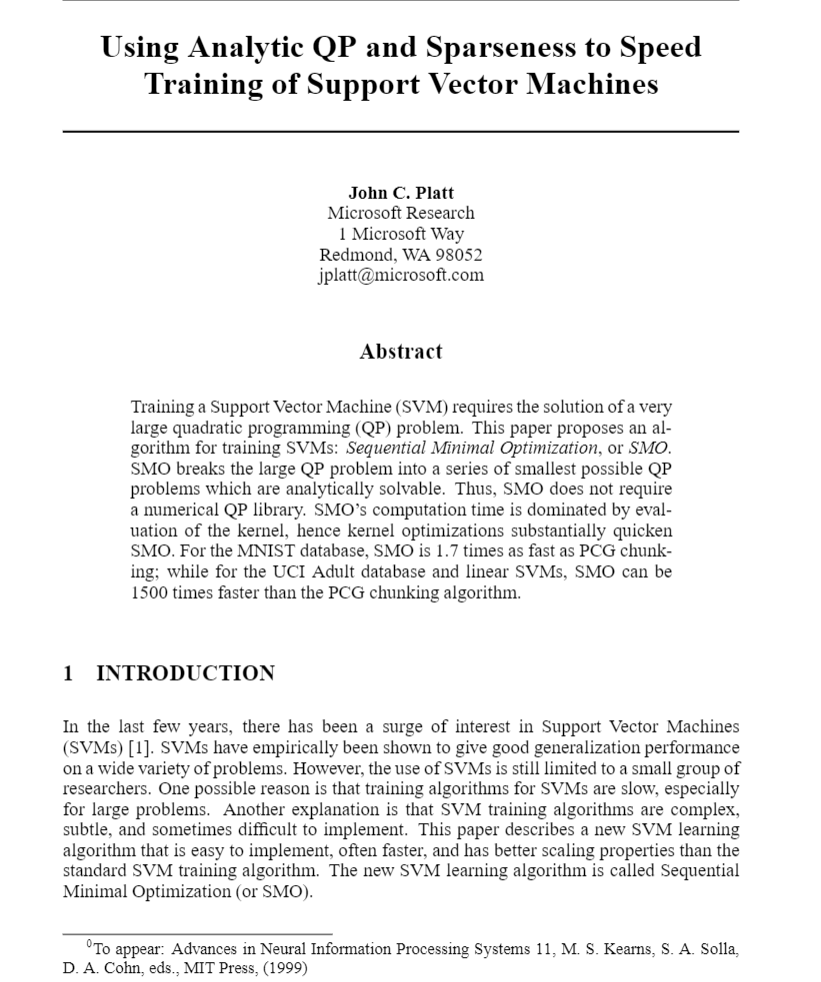 Using Analytic QP and Sparseness to Speed
Training of Support Vector Machines
John C. Platt
Microsoft Research
1 Microsoft Way
Redmond, WA 98052
jplatt@microsoft.com
Abstract
Training a Support Vector Machine (SVM) requires the solution of a very
large quadratic programming (QP) problem. This paper proposes an al-
gorithm for training SVMs: Sequential Minimal Optimization, or SMO.
SMO breaks the large QP problem into a series of smallest possible QP
problems which are analytically solvable. Thus, SMO does not require
a numerical QP library. SMO's computation time is dominated by eval-
uation of the kernel, hence kernel optimizations substantially quicken
SMO. For the MNIST database, SMO is 1.7 times as fast as PCG chunk-
ing; while for the UCI Adult database and linear SVMs, SMO can be
1500 times faster than the PCG chunking algorithm.
1 INTRODUCTION
In the last few years, there has been a surge of interest in Support Vector Machines
(SVMs) [1]. SVMs have empirically been shown to give good generalization performance
on a wide variety of problems. However, the use of SVMs is still limited to a small group of
researchers. One possible reason is that training algorithms for SVMs are slow, especially
for large problems. Another explanation is that SVM training algorithms are complex,
subtle, and sometimes difficult to implement. This paper describes a new SVM learning
algorithm that is easy to implement, often faster, and has better scaling properties than the
standard SVM training algorithm. The new SVM learning algorithm is called Sequential
Minimal Optimization (or SMO).
0To appear: Advances in Neural Information Processing Systems 11, M. S. Kearns, S. A. Solla,
D. A. Cohn, eds., MIT Press, (1999)